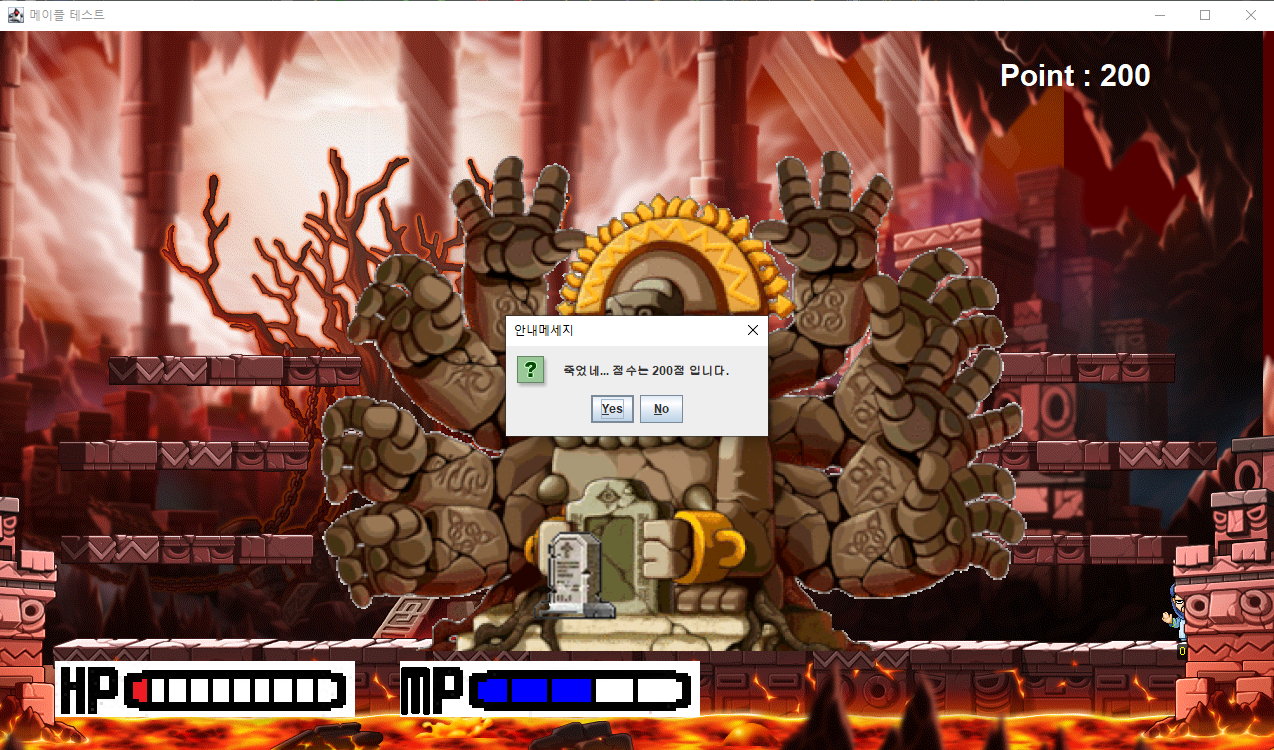 메이플 테스트
Point : 200
안내메세지
?
죽었네... 점수는 200점 입니다.
Yes No
0
HP MP